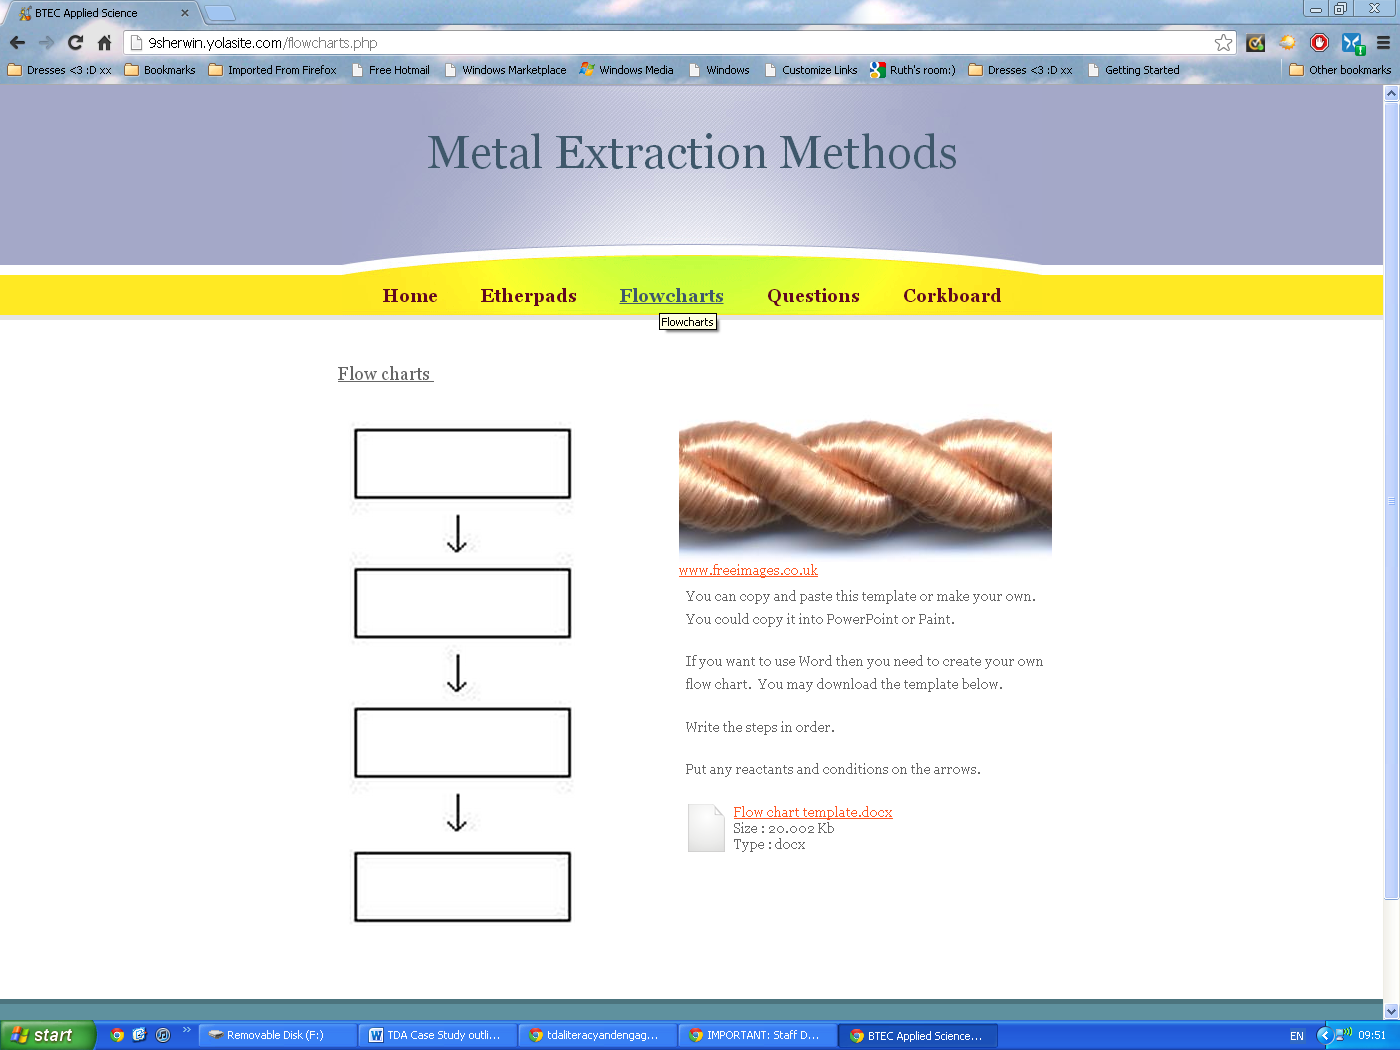 BTEC Applied Science
9sherwin.yolasite.com/flowcharts.php
Dresses <3 :D xx Bookmarks Imported From Firefox Free Hotmail Windows Marketplace Windows Media Windows Customize Links Ruth's room:) Dresses <3 :D xx Getting Started Other bookmarks
Metal Extraction Methods
Home Etherpads Flowcharts Questions Corkboard
Flowcharts
Flow charts
www.freeimages.co.uk
You can copy and paste this template or make your own.
You could copy it into PowerPoint or Paint.
If you want to use Word then you need to create your own
flow chart. You may download the template below.
Write the steps in order.
Put any reactants and conditions on the arrows.
Flow chart template.docx
Size : 20.002 Kb
Type : docx
start Removable Disk (F:) TDA Case Study outli... tdaliteracyandengag... IMPORTANT: Staff D... BTEC Applied Science... EN 09:51